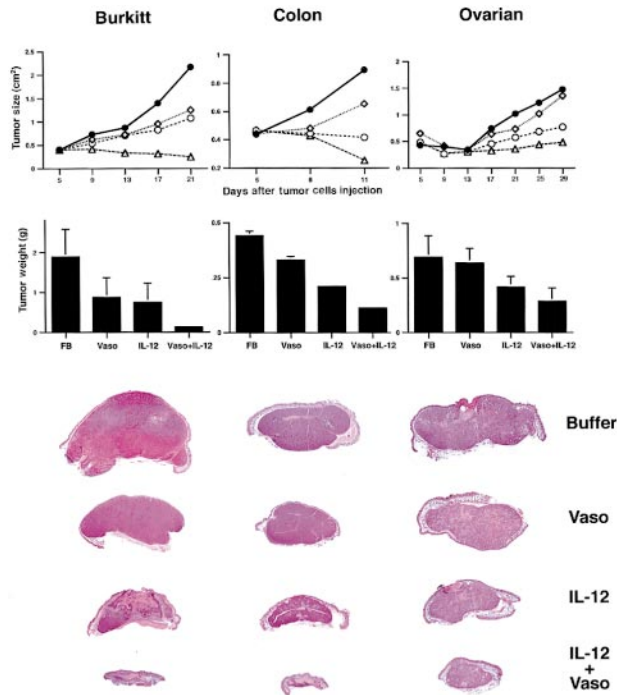 Burkitt Colon Ovarian
Tumor size (cm²)
2.5
2
1.5
1
0.5
0
5 9 13 17 21
1
0.8
0.6
0.4
0.2
5 8 11
2.5
2
1.5
1
0.5
0
5 9 13 17 21 25 29
Days after tumor cells injection
Tumor weight (g)
2
1
0
FB Vaso IL-12 Vaso+IL-12
0.5
25
0
FB Vaso IL-12 Vaso+IL-12
1
0.5
0
FB Vaso IL-12 Vaso+IL-12
Buffer
Vaso
IL-12
IL-12
+
Vaso